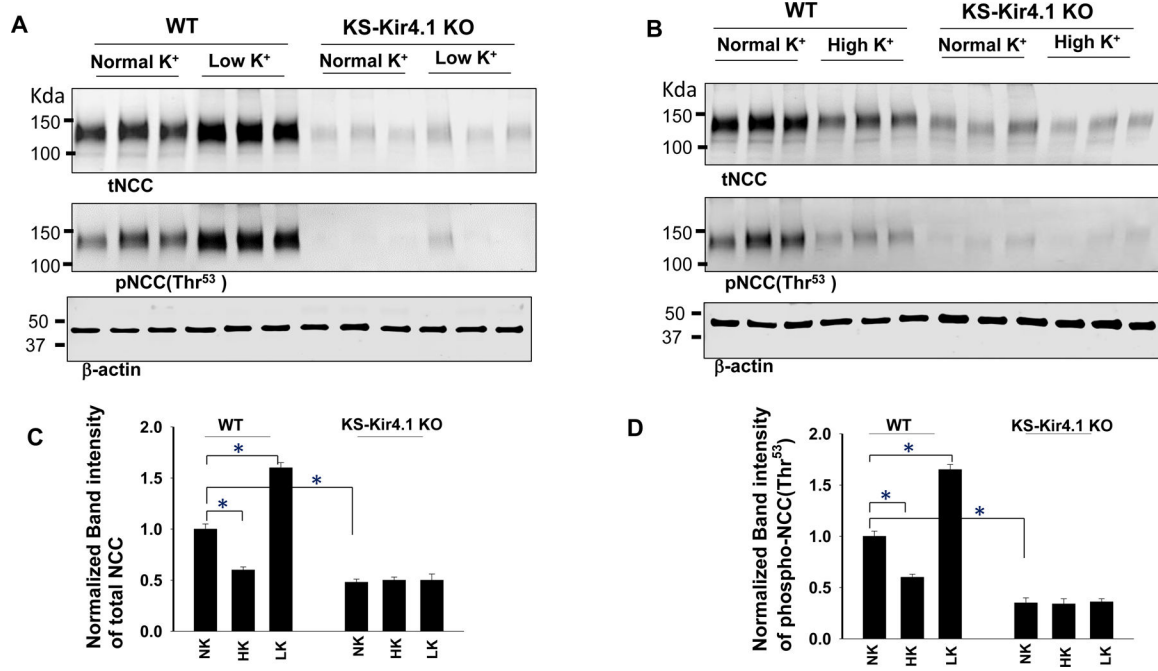 A
WT
KS-Kir4.1 KO
Normal K⁺
Low K⁺
Normal K⁺
Low K⁺
Kda
150
100
tNCC
150
100
pNCC(Thr⁵³ )
50
37
β-actin
B
WT
KS-Kir4.1 KO
Normal K⁺
High K⁺
Normal K⁺
High K⁺
Kda
150
100
tNCC
150
100
pNCC(Thr⁵³ )
50
37
β-actin
C
Normalized Band intensity
of total NCC
2.0
1.5
1.0
0.5
0.0
WT
KS-Kir4.1 KO
*
*
*
NK
HK
LK
NK
HK
LK
D
Normalized Band intensity
of phospho-NCC(Thr⁵³)
2.0
1.5
1.0
0.5
0.0
WT
KS-Kir4.1 KO
*
*
*
NK
HK
LK
NK
HK
LK